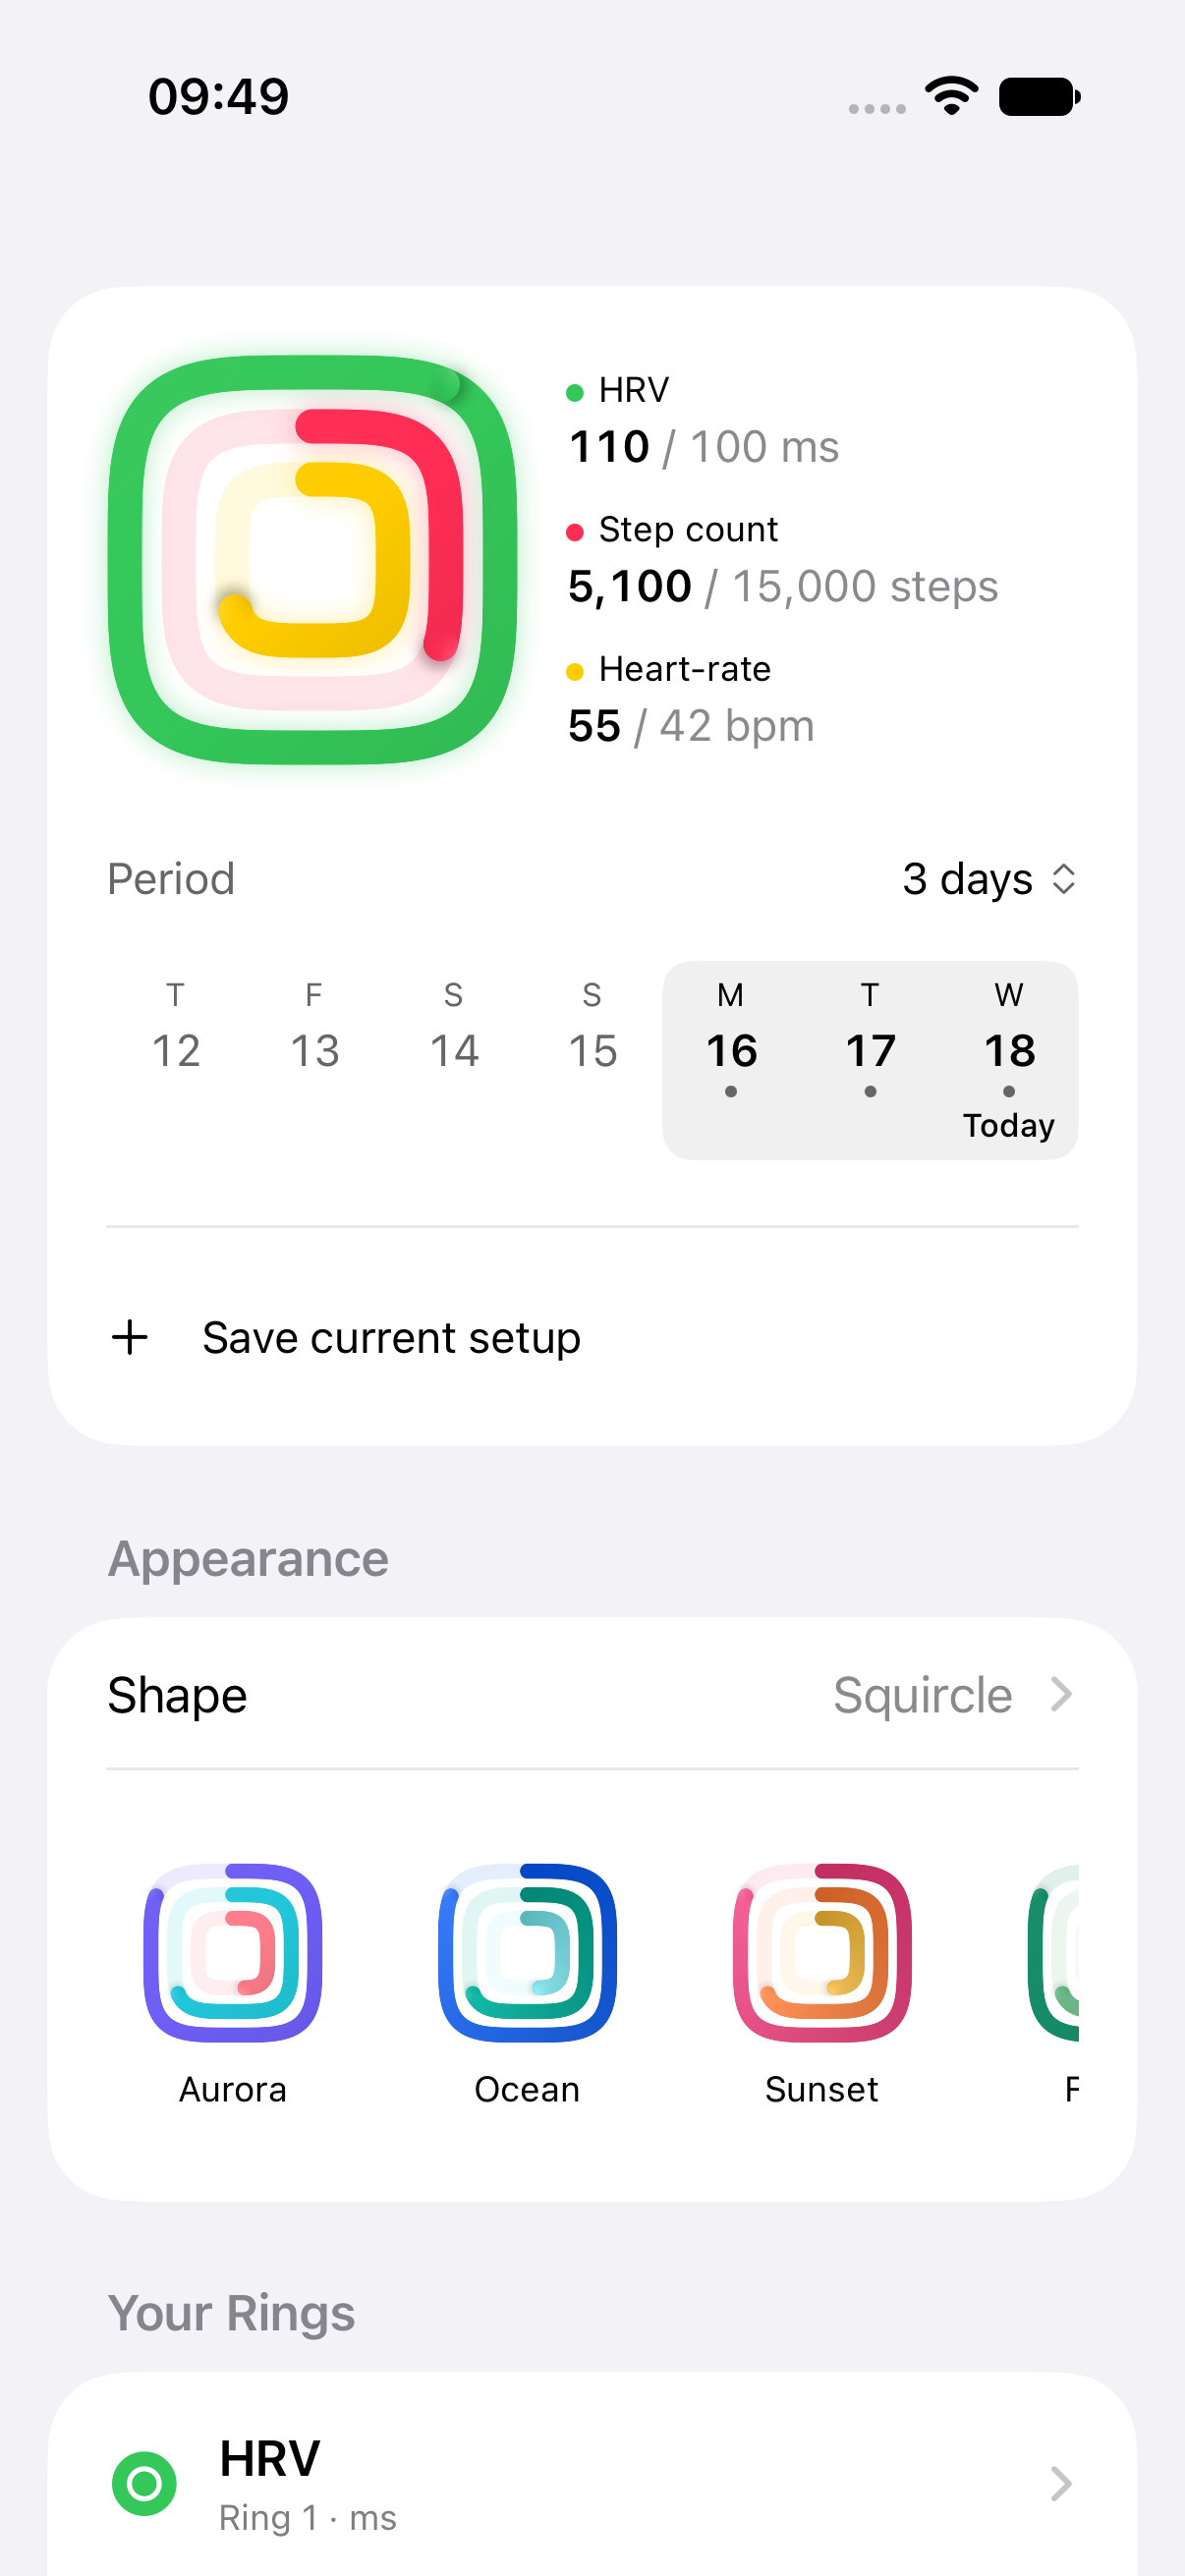 09:49
HRV
110 / 100 ms
Step count
5,100 / 15,000 steps
Heart-rate
55 / 42 bpm
Period 3 days
T F S S M T W
12 13 14 15 16 17 18
Today
Save current setup
Appearance
Shape Squircle
Aurora Ocean Sunset F
Your Rings
HRV
Ring 1 · ms